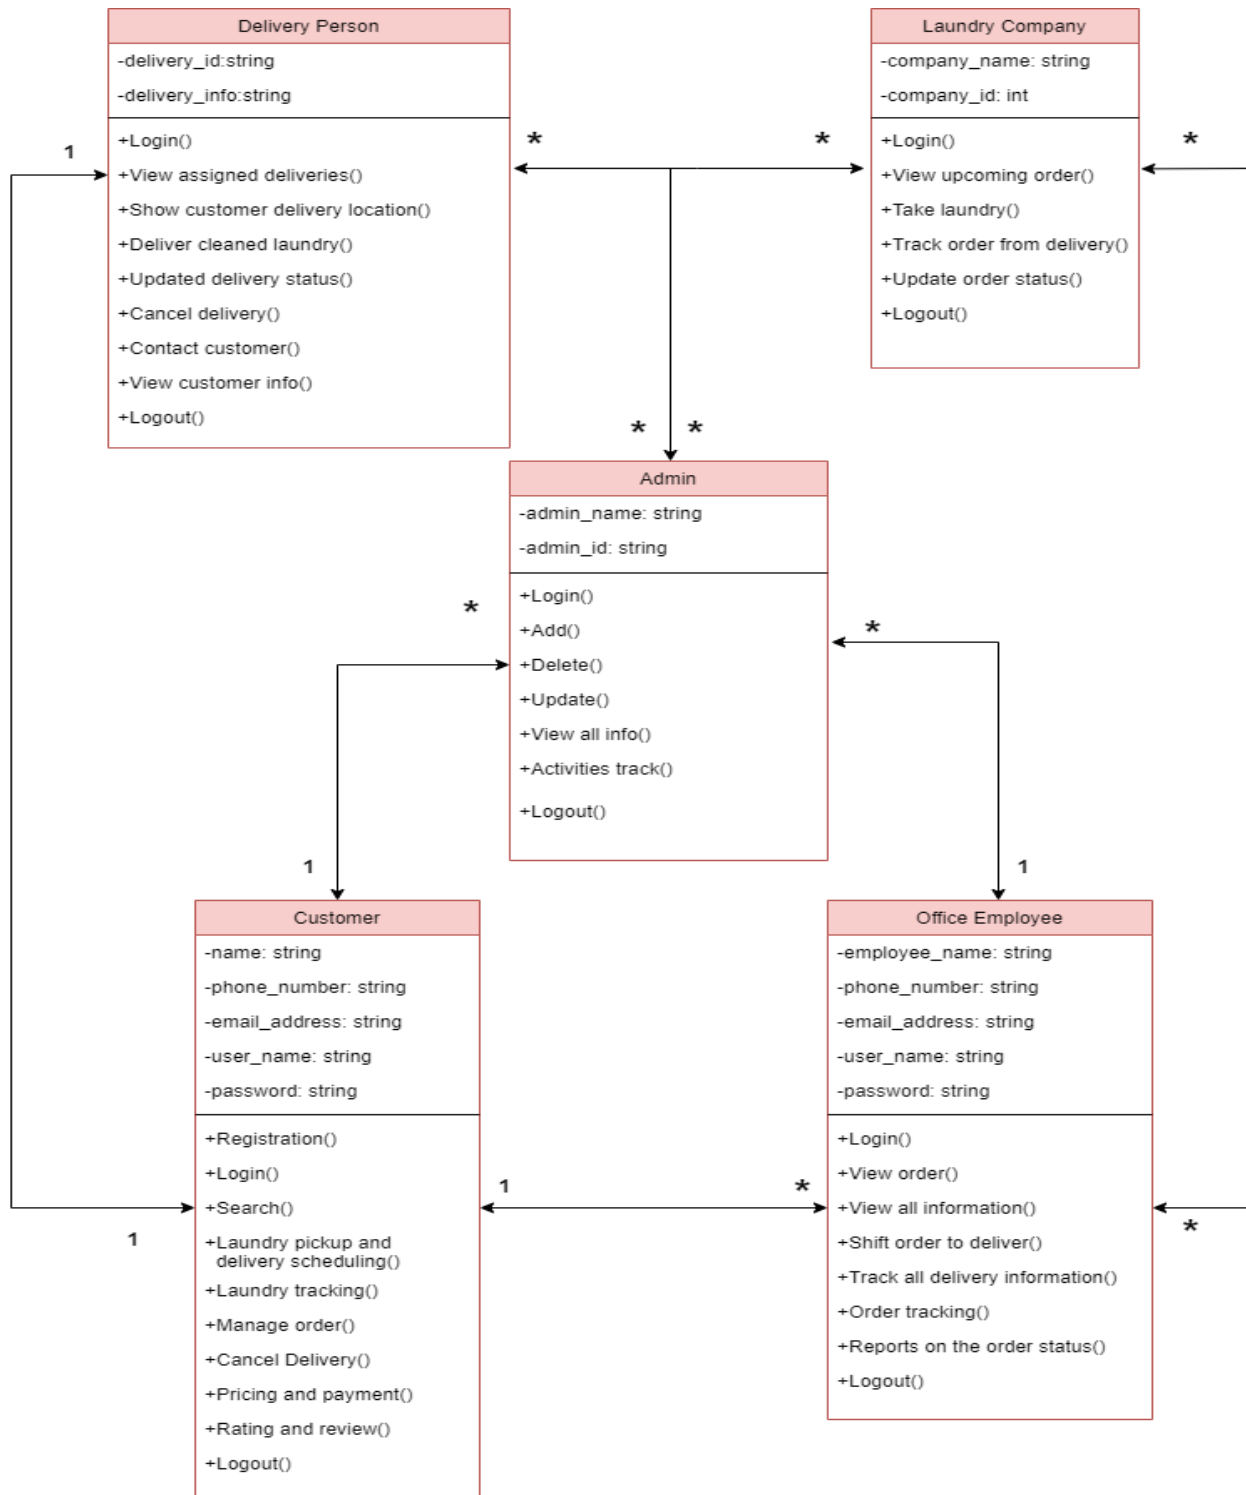 Delivery Person
-delivery_id:string
-delivery_info:string
+Login()
+View assigned deliveries()
+Show customer delivery location()
+Deliver cleaned laundry()
+Updated delivery status()
+Cancel delivery()
+Contact customer()
+View customer info()
+Logout()
Laundry Company
-company_name: string
-company_id: int
+Login()
+View upcoming order()
+Take laundry()
+Track order from delivery()
+Update order status()
+Logout()
1
*
*
*
*
*
Admin
-admin_name: string
-admin_id: string
+Login()
+Add()
+Delete()
+Update()
+View all info()
+Activities track()
+Logout()
*
*
1
1
Customer
-name: string
-phone_number: string
-email_address: string
-user_name: string
-password: string
+Registration()
+Login()
+Search()
+Laundry pickup and
delivery scheduling()
+Laundry tracking()
+Manage order()
+Cancel Delivery()
+Pricing and payment()
+Rating and review()
+Logout()
Office Employee
-employee_name: string
-phone_number: string
-email_address: string
-user_name: string
-password: string
+Login()
+View order()
+View all information()
+Shift order to deliver()
+Track all delivery information()
+Order tracking()
+Reports on the order status()
+Logout()
1
1
*
*